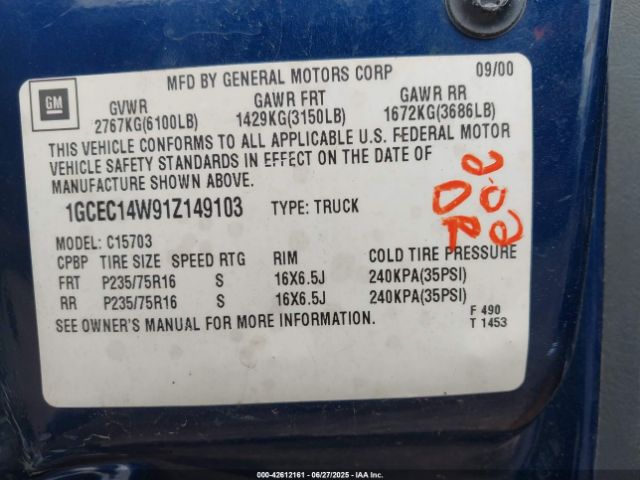 MFD BY GENERAL MOTORS CORP 09/00
GM
GVWR GAWR FRT GAWR RR
2767KG(6100LB) 1429KG(3150LB) 1672KG(3686LB)
THIS VEHICLE CONFORMS TO ALL APPLICABLE U.S. FEDERAL MOTOR
VEHICLE SAFETY STANDARDS IN EFFECT ON THE DATE OF
MANUFACTURE SHOWN ABOVE.
1GCEC14W91Z149103 TYPE: TRUCK
MODEL: C15703
CPBP TIRE SIZE SPEED RTG RIM COLD TIRE PRESSURE
FRT P235/75R16 S 16X6.5J 240KPA(35PSI)
RR P235/75R16 S 16X6.5J 240KPA(35PSI)
SEE OWNER'S MANUAL FOR MORE INFORMATION.
F 490
T 1453
000-42612161 | 06/27/2025 | IAA Inc.